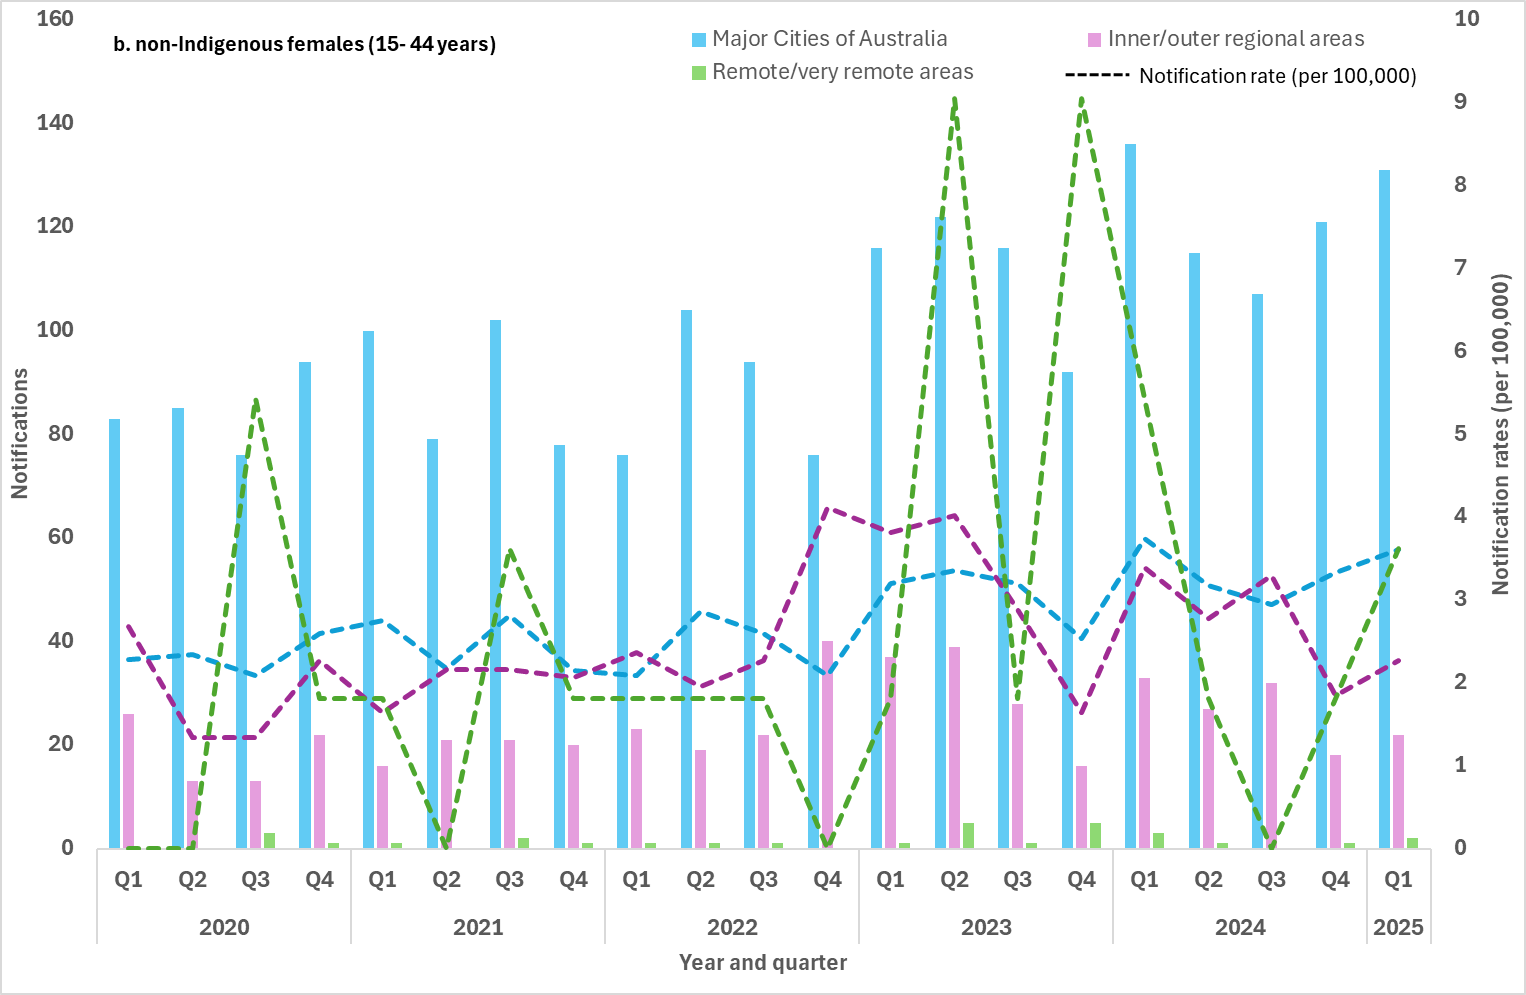 b. non-Indigenous females (15- 44 years)
Major Cities of Australia
Inner/outer regional areas
Remote/very remote areas
Notification rate (per 100,000)
Notifications
160
140
120
100
80
60
40
20
0
10
9
8
7
6
5
4
3
2
1
0
Notification rates (per 100,000)
Q1 Q2 Q3 Q4 Q1 Q2 Q3 Q4 Q1 Q2 Q3 Q4 Q1 Q2 Q3 Q4 Q1 Q2 Q3 Q4 Q1
2020 2021 2022 2023 2024 2025
Year and quarter